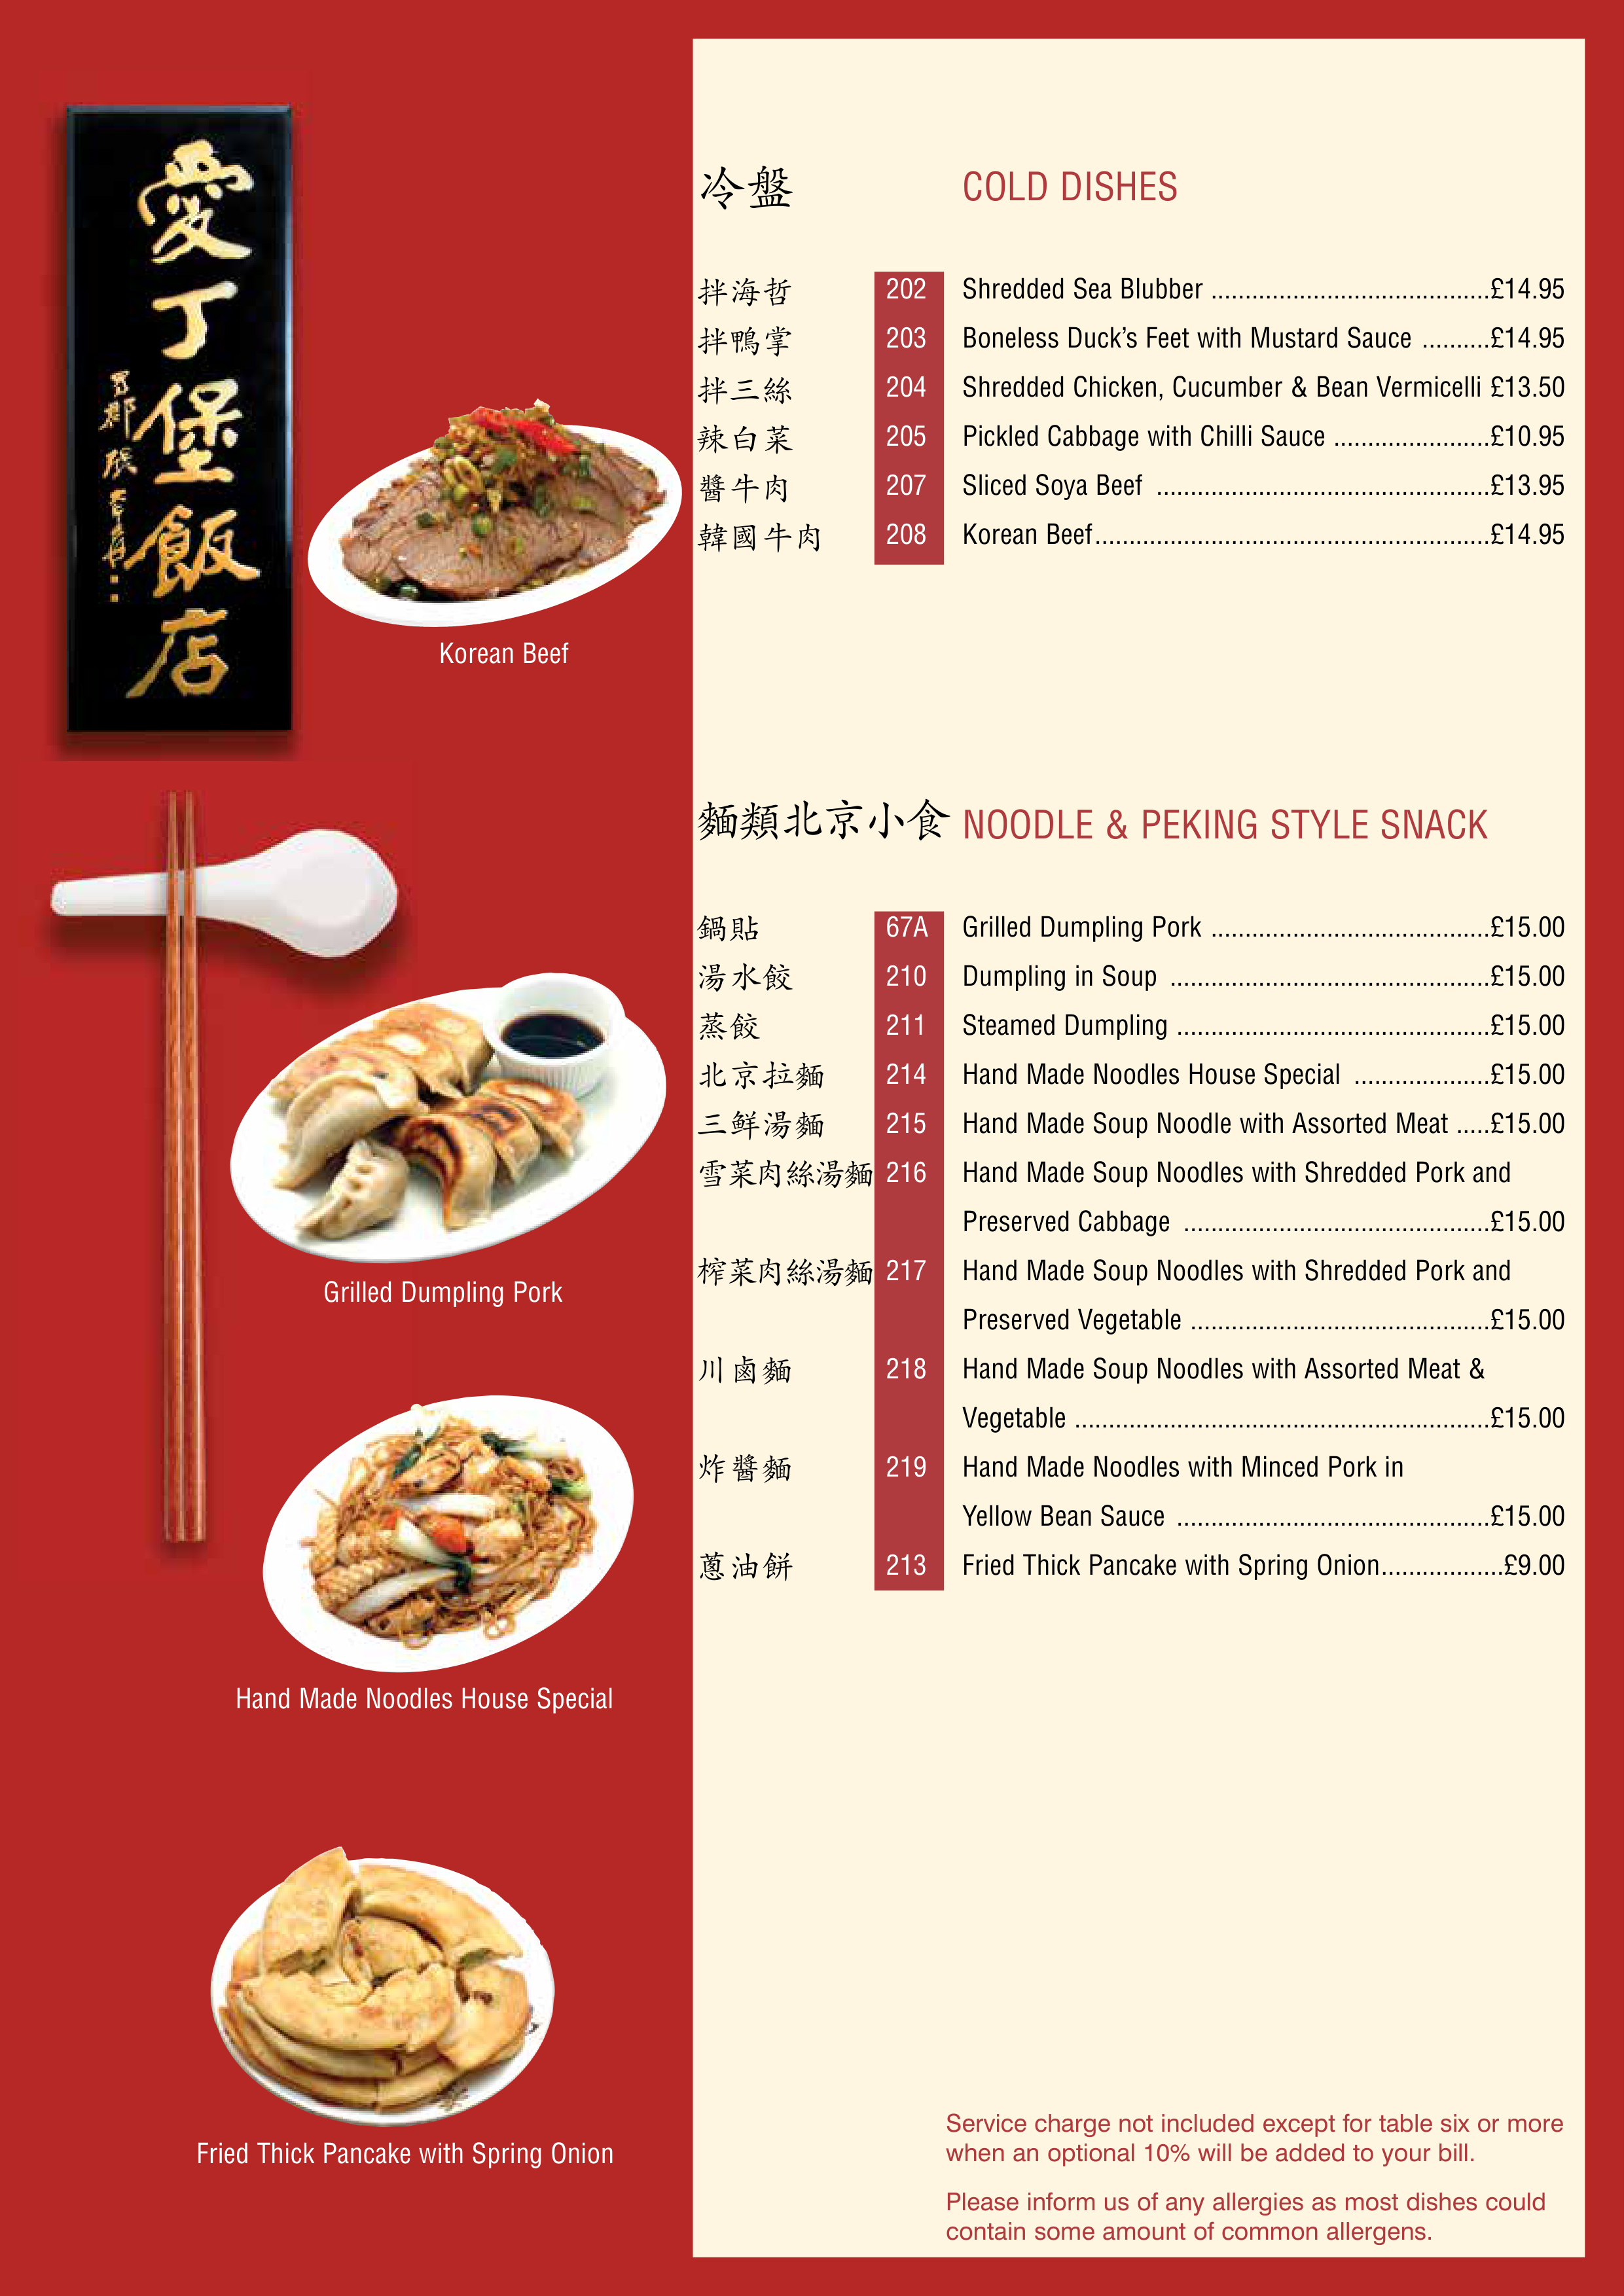 愛丁堡飯店
Korean Beef
Grilled Dumpling Pork
Hand Made Noodles House Special
Fried Thick Pancake with Spring Onion
冷盤 COLD DISHES
拌海哲 202 Shredded Sea Blubber .........................................£14.95
拌鴨掌 203 Boneless Duck’s Feet with Mustard Sauce ..........£14.95
拌三絲 204 Shredded Chicken, Cucumber & Bean Vermicelli £13.50
辣白菜 205 Pickled Cabbage with Chilli Sauce .......................£10.95
醬牛肉 207 Sliced Soya Beef .................................................£13.95
韓國牛肉 208 Korean Beef..........................................................£14.95
麵類北京小食 NOODLE & PEKING STYLE SNACK
鍋貼 67A Grilled Dumpling Pork .........................................£15.00
湯水餃 210 Dumpling in Soup ...............................................£15.00
蒸餃 211 Steamed Dumpling ..............................................£15.00
北京拉麵 214 Hand Made Noodles House Special ....................£15.00
三鮮湯麵 215 Hand Made Soup Noodle with Assorted Meat .....£15.00
雪菜肉絲湯麵 216 Hand Made Soup Noodles with Shredded Pork and
Preserved Cabbage .............................................£15.00
榨菜肉絲湯麵 217 Hand Made Soup Noodles with Shredded Pork and
Preserved Vegetable ............................................£15.00
川鹵麵 218 Hand Made Soup Noodles with Assorted Meat &
Vegetable .............................................................£15.00
炸醬麵 219 Hand Made Noodles with Minced Pork in
Yellow Bean Sauce ..............................................£15.00
蔥油餅 213 Fried Thick Pancake with Spring Onion..................£9.00
Service charge not included except for table six or more
when an optional 10% will be added to your bill.
Please inform us of any allergies as most dishes could
contain some amount of common allergens.